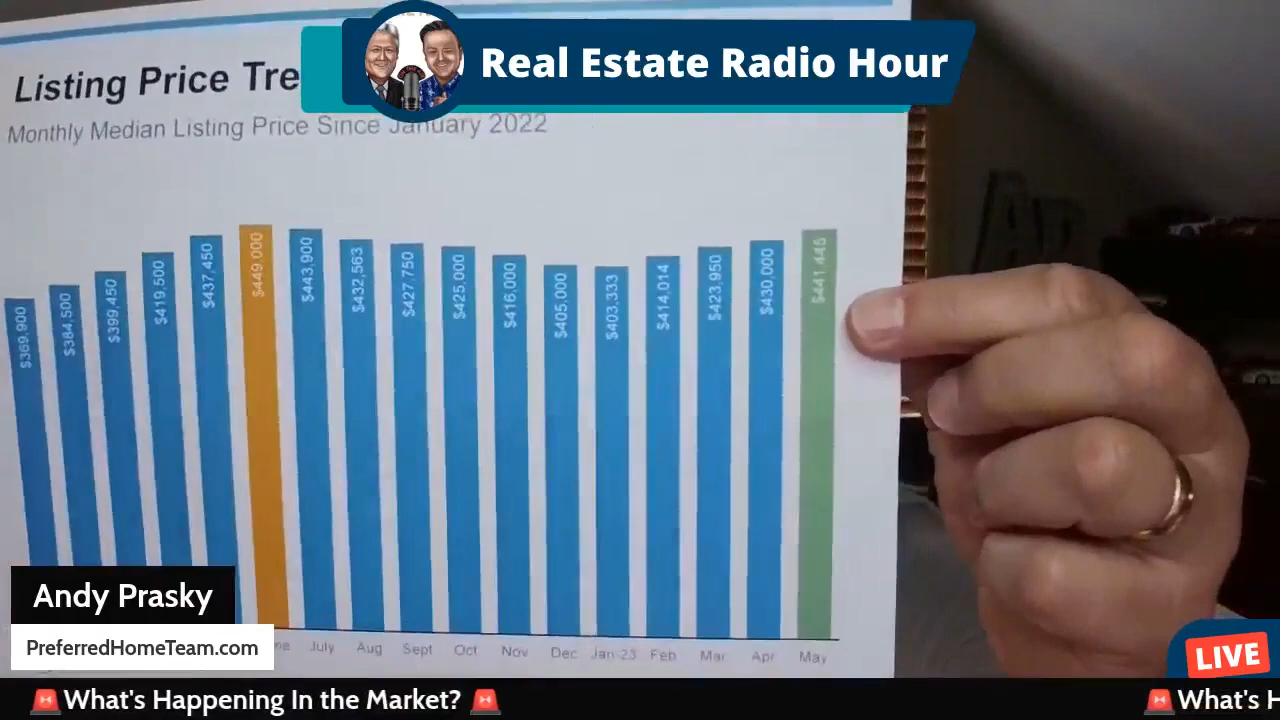 Real Estate Radio Hour
Listing Price Tre
Monthly Median Listing Price Since January 2022
$369,900
$384,500
$399,450
$419,500
$437,450
$449,000
$443,900
$432,563
$427,750
$425,000
$416,000
$405,000
$403,333
$414,014
$423,950
$430,000
$441,445
Andy Prasky
PreferredHomeTeam.com
ne July Aug Sept Oct Nov Dec Jan 23 Feb Mar Apr May
LIVE
What's Happening In the Market? What's H